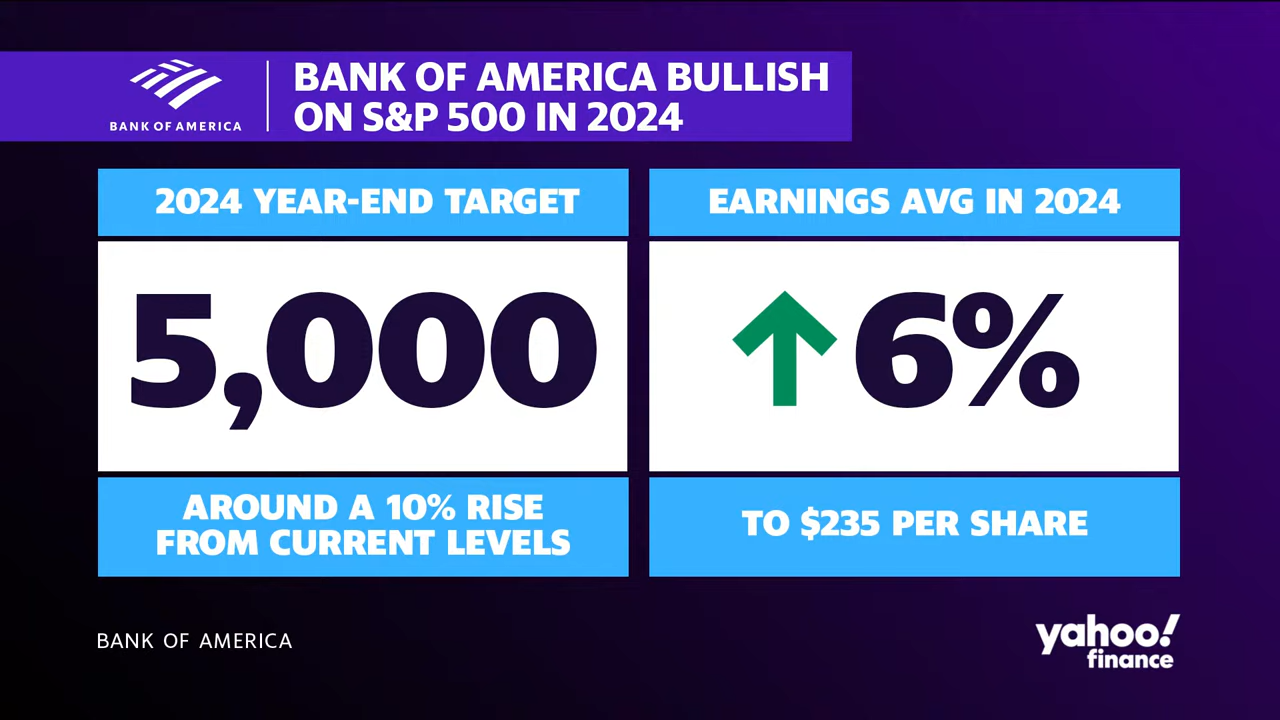 BANK OF AMERICA
BANK OF AMERICA BULLISH
ON S&P 500 IN 2024
2024 YEAR-END TARGET
5,000
AROUND A 10% RISE
FROM CURRENT LEVELS
EARNINGS AVG IN 2024
↑6%
TO $235 PER SHARE
BANK OF AMERICA
yahoo!
finance